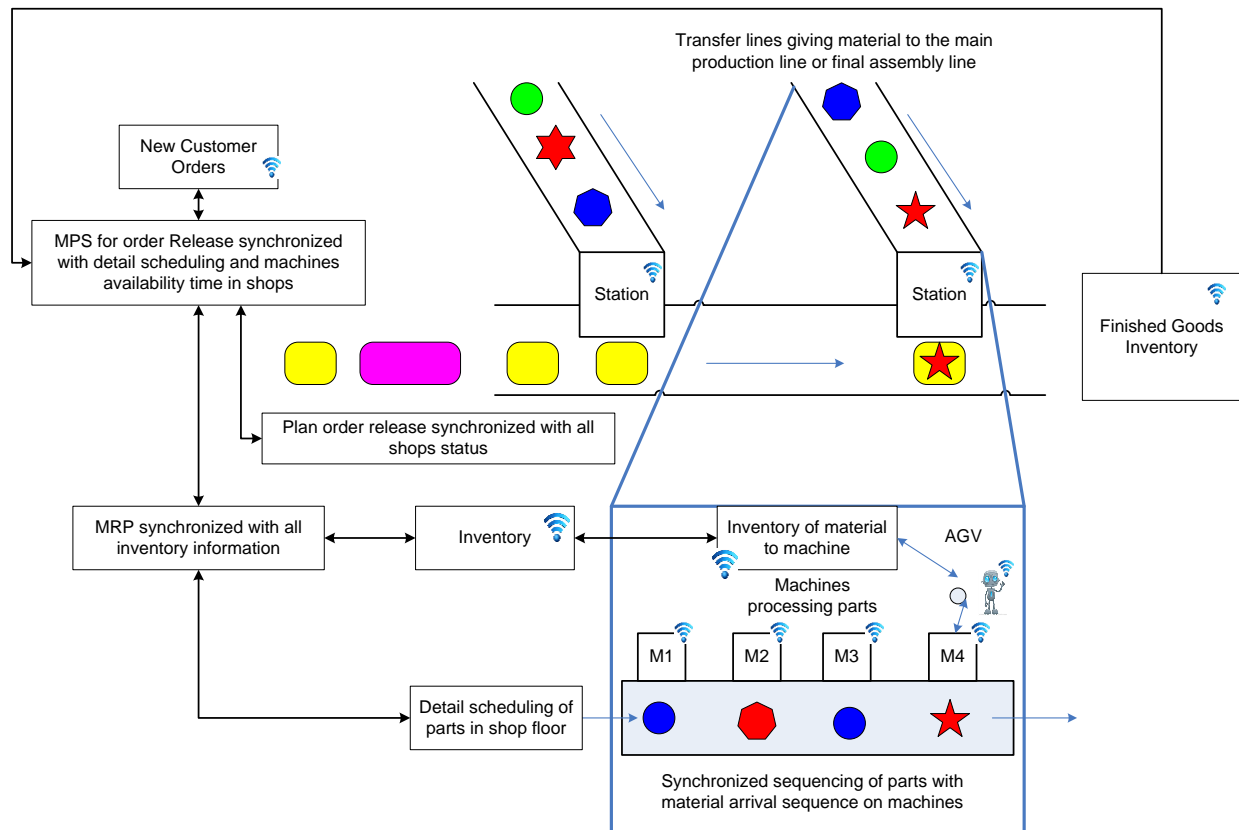 Transfer lines giving material to the main
production line or final assembly line
New Customer
Orders
MPS for order Release synchronized
with detail scheduling and machines
availability time in shops
Station
Station
Finished Goods
Inventory
Plan order release synchronized with all
shops status
MRP synchronized with all
inventory information
Inventory
Inventory of material
to machine
AGV
Machines
processing parts
M1
M2
M3
M4
Detail scheduling of
parts in shop floor
Synchronized sequencing of parts with
material arrival sequence on machines